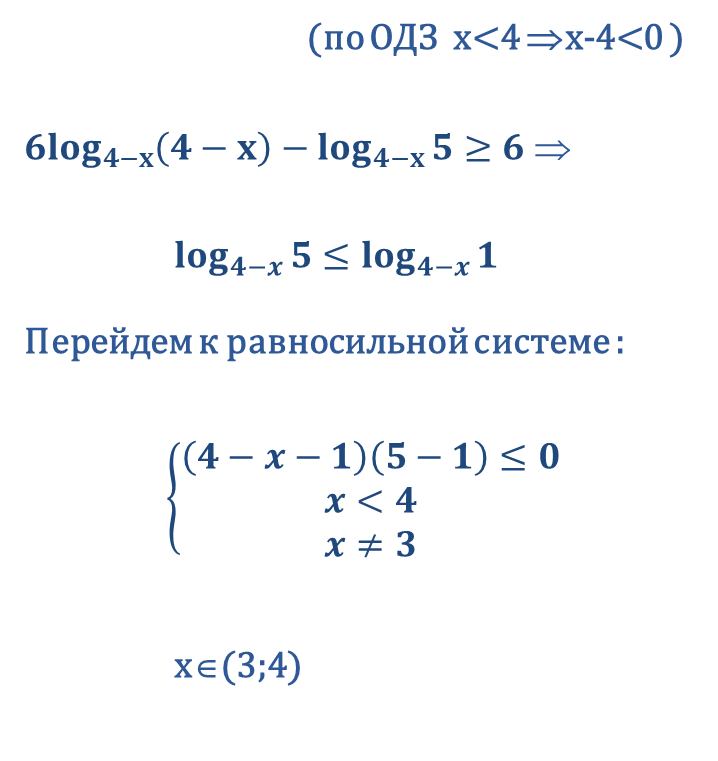 (по ОДЗ x<4⇒x-4<0)
6log₄₋ₓ(4 − x) − log₄₋ₓ 5 ≥ 6 ⇒
log₄₋ₓ 5 ≤ log₄₋ₓ 1
Перейдем к равносильной системе:
{(4 − x − 1)(5 − 1) ≤ 0
x < 4
x ≠ 3
x∈(3;4)